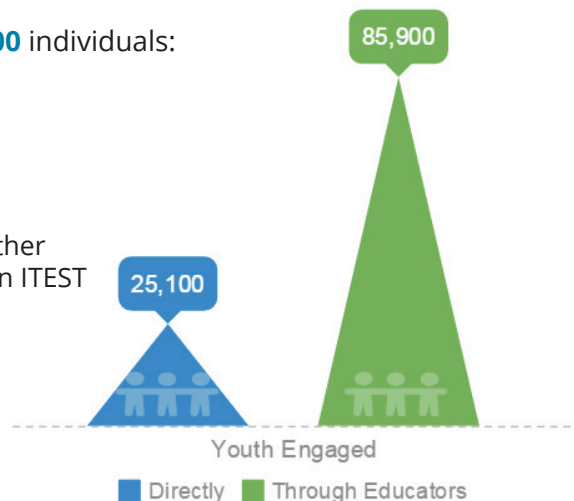 00 individuals:
85,900
ther
n ITEST
25,100
Youth Engaged
Directly Through Educators